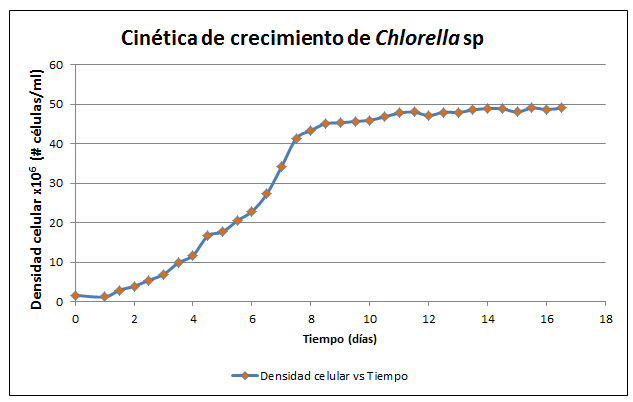 Cinética de crecimiento de Chlorella sp
Densidad celular x10⁶ (# células/ml)
60
50
40
30
20
10
0
0 2 4 6 8 10 12 14 16 18
Tiempo (días)
Densidad celular vs Tiempo